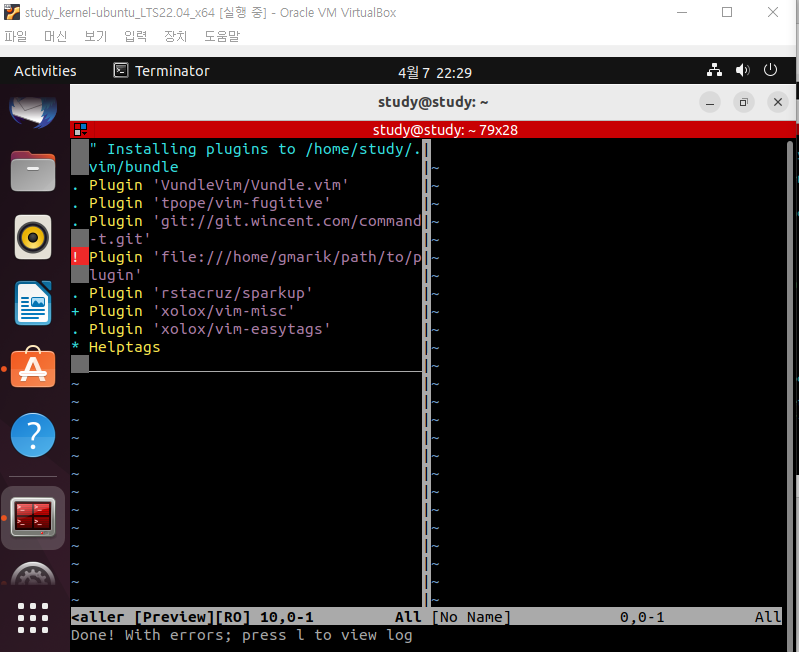 study_kernel-ubuntu_LTS22.04_x64 [실행 중] - Oracle VM VirtualBox
파일 머신 보기 입력 장치 도움말
Activities Terminator 4월 7 22:29
study@study: ~
study@study: ~ 79x28
" Installing plugins to /home/study/.
vim/bundle
. Plugin 'VundleVim/Vundle.vim'
. Plugin 'tpope/vim-fugitive'
. Plugin 'git://git.wincent.com/command
-t.git'
! Plugin 'file:///home/gmarik/path/to/p
lugin'
. Plugin 'rstacruz/sparkup'
+ Plugin 'xolox/vim-misc'
. Plugin 'xolox/vim-easytags'
* Helptags
<aller [Preview][RO] 10,0-1 All [No Name] 0,0-1 All
Done! With errors; press l to view log